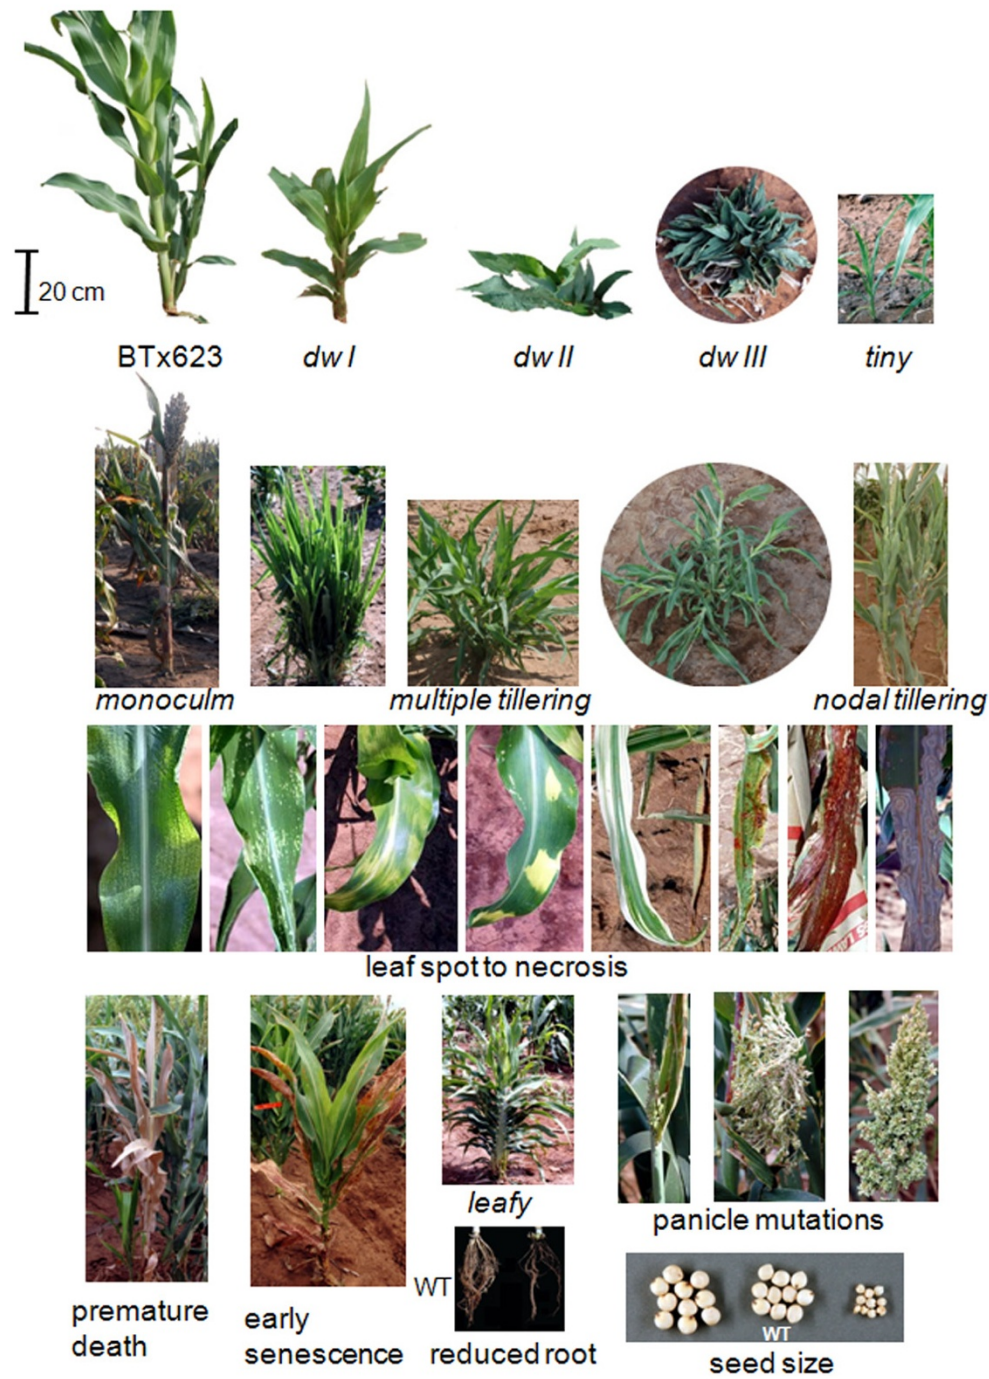 20 cm
BTx623
dw I
dw II
dw III
tiny
monoculm
multiple tillering
nodal tillering
leaf spot to necrosis
premature
death
early
senescence
leafy
WT
reduced root
panicle mutations
WT
seed size